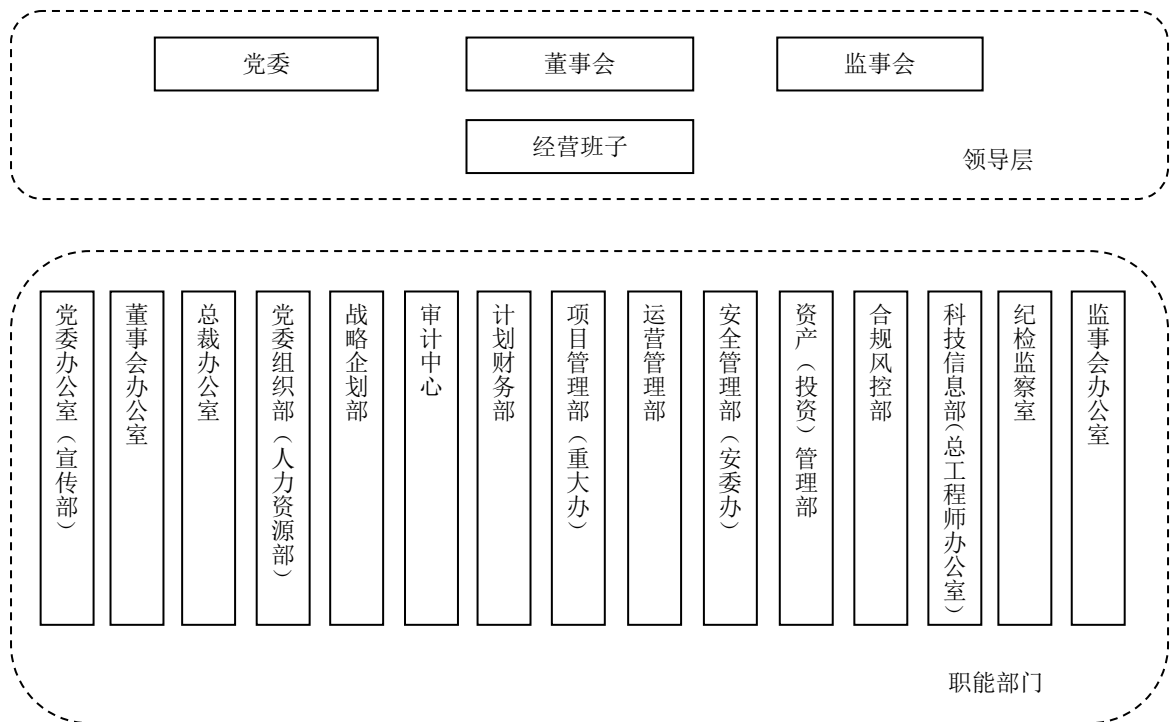 党委
董事会
监事会
经营班子
领导层
党委办公室（宣传部）
董事会办公室
总裁办公室
党委组织部（人力资源部）
战略企划部
审计中心
计划财务部
项目管理部（重大办）
运营管理部
安全管理部（安委办）
资产（投资）管理部
合规风控部
科技信息部（总工程师办公室）
纪检监察室
监事会办公室
职能部门